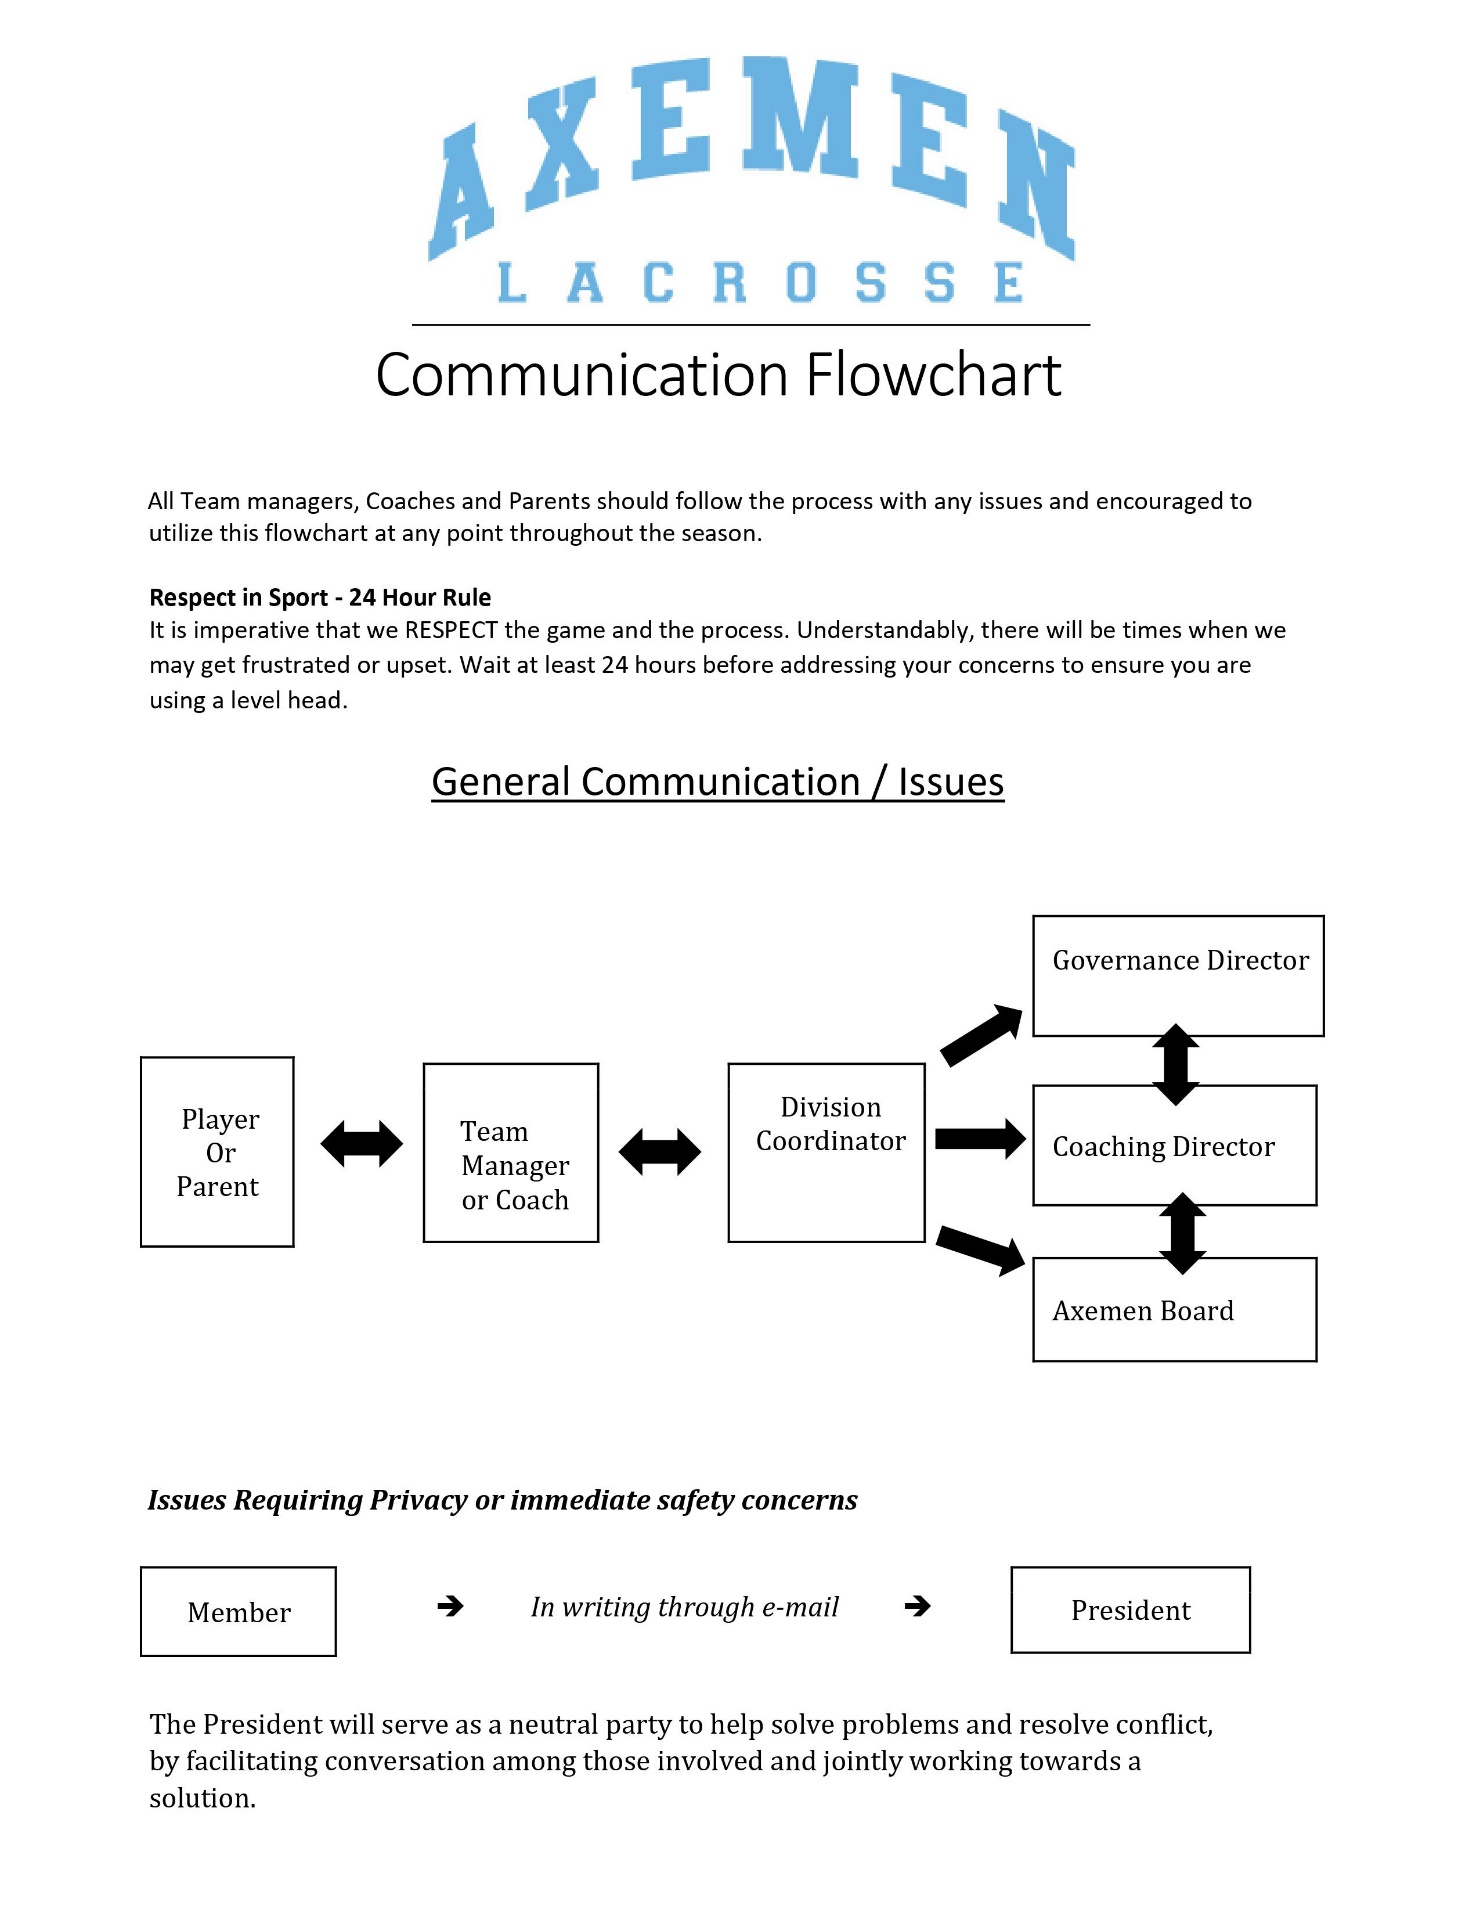 AXEMEN
LACROSSE
Communication Flowchart
All Team managers, Coaches and Parents should follow the process with any issues and encouraged to
utilize this flowchart at any point throughout the season.
Respect in Sport - 24 Hour Rule
It is imperative that we RESPECT the game and the process. Understandably, there will be times when we
may get frustrated or upset. Wait at least 24 hours before addressing your concerns to ensure you are
using a level head.
General Communication / Issues
Player
Or
Parent
Team
Manager
or Coach
Division
Coordinator
Governance Director
Coaching Director
Axemen Board
Issues Requiring Privacy or immediate safety concerns
Member
➔ In writing through e-mail ➔
President
The President will serve as a neutral party to help solve problems and resolve conflict,
by facilitating conversation among those involved and jointly working towards a
solution.